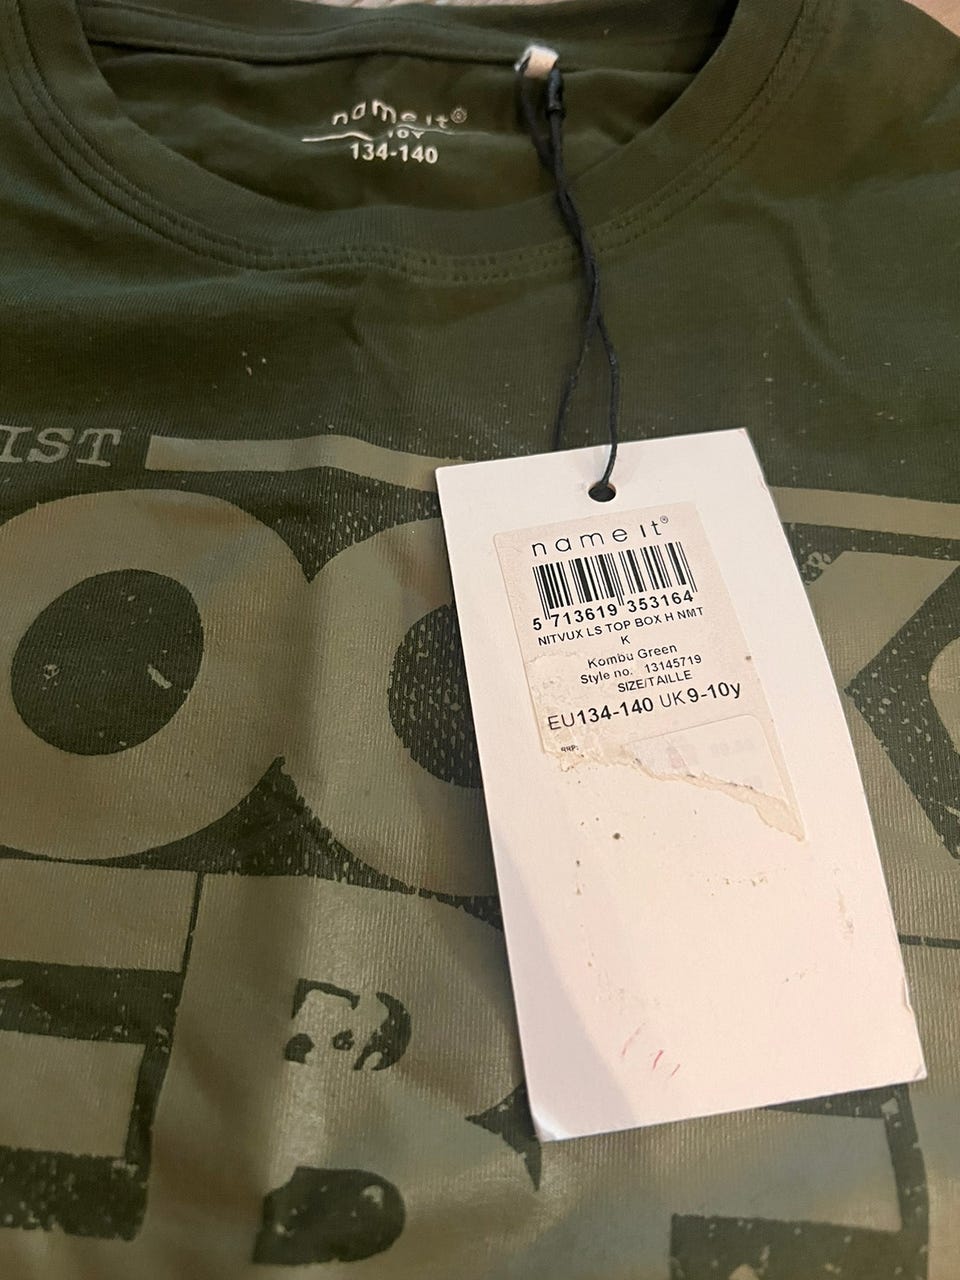 name it®
10Y
134-140
IST
name it®
5 713619 353164
NITVUX LS TOP BOX H NMT
K
Kombu Green
Style no. 13145719
SIZE/TAILLE
EU134-140 UK9-10y
RRP: